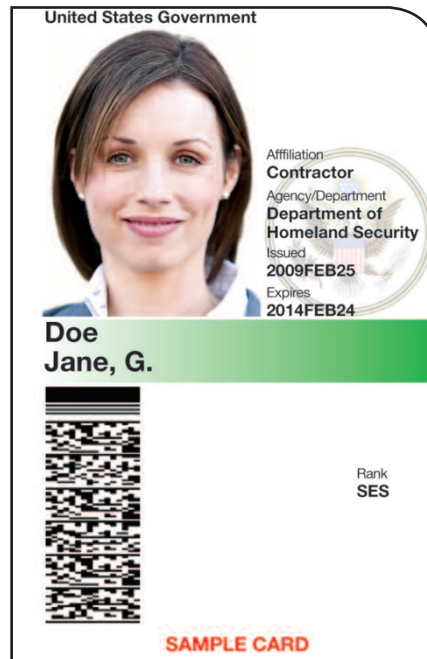 United States Government
Afffiliation
Contractor
Agency/Department
Department of
Homeland Security
Issued
2009FEB25
Expires
2014FEB24
Doe
Jane, G.
Rank
SES
SAMPLE CARD